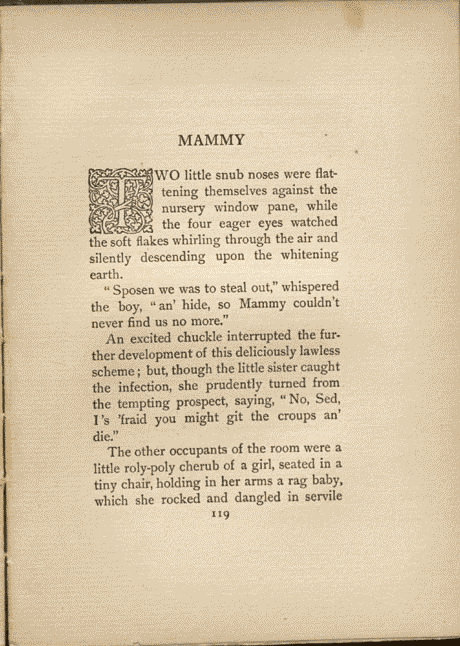 MAMMY
TWO little snub noses were flat-
tening themselves against the
nursery window pane, while
the four eager eyes watched
the soft flakes whirling through the air and
silently descending upon the whitening
earth.
“Sposen we was to steal out,” whispered
the boy, “an’ hide, so Mammy couldn’t
never find us no more.”
An excited chuckle interrupted the fur-
ther development of this deliciously lawless
scheme; but, though the little sister caught
the infection, she prudently turned from
the tempting prospect, saying, “No, Sed,
I’s ’fraid you might git the croups an’
die.”
The other occupants of the room were a
little roly-poly cherub of a girl, seated in a
tiny chair, holding in her arms a rag baby,
which she rocked and dangled in servile
119